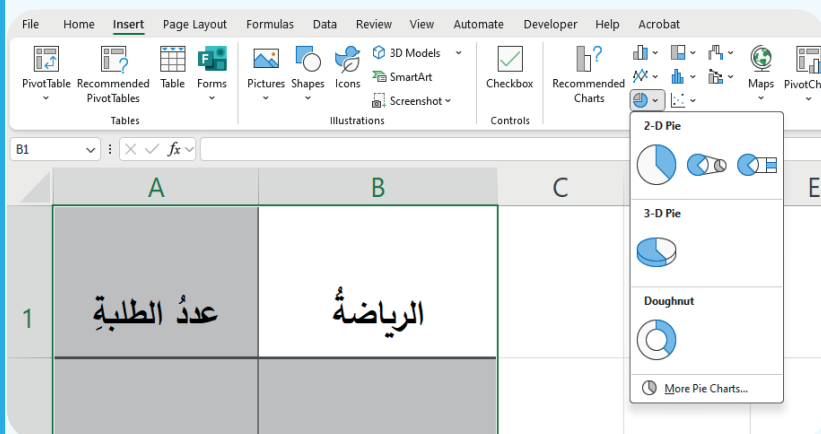 File Home Insert Page Layout Formulas Data Review View Automate Developer Help Acrobat
PivotTable
Recommended
PivotTables
Table
Forms
Tables
Pictures
Shapes
Icons
3D Models
SmartArt
Screenshot
Illustrations
Checkbox
Controls
Recommended
Charts
Maps
2-D Pie
3-D Pie
Doughnut
More Pie Charts...
B1
fx
A B C E
1
عددُ الطلبةِ
الرياضةُ